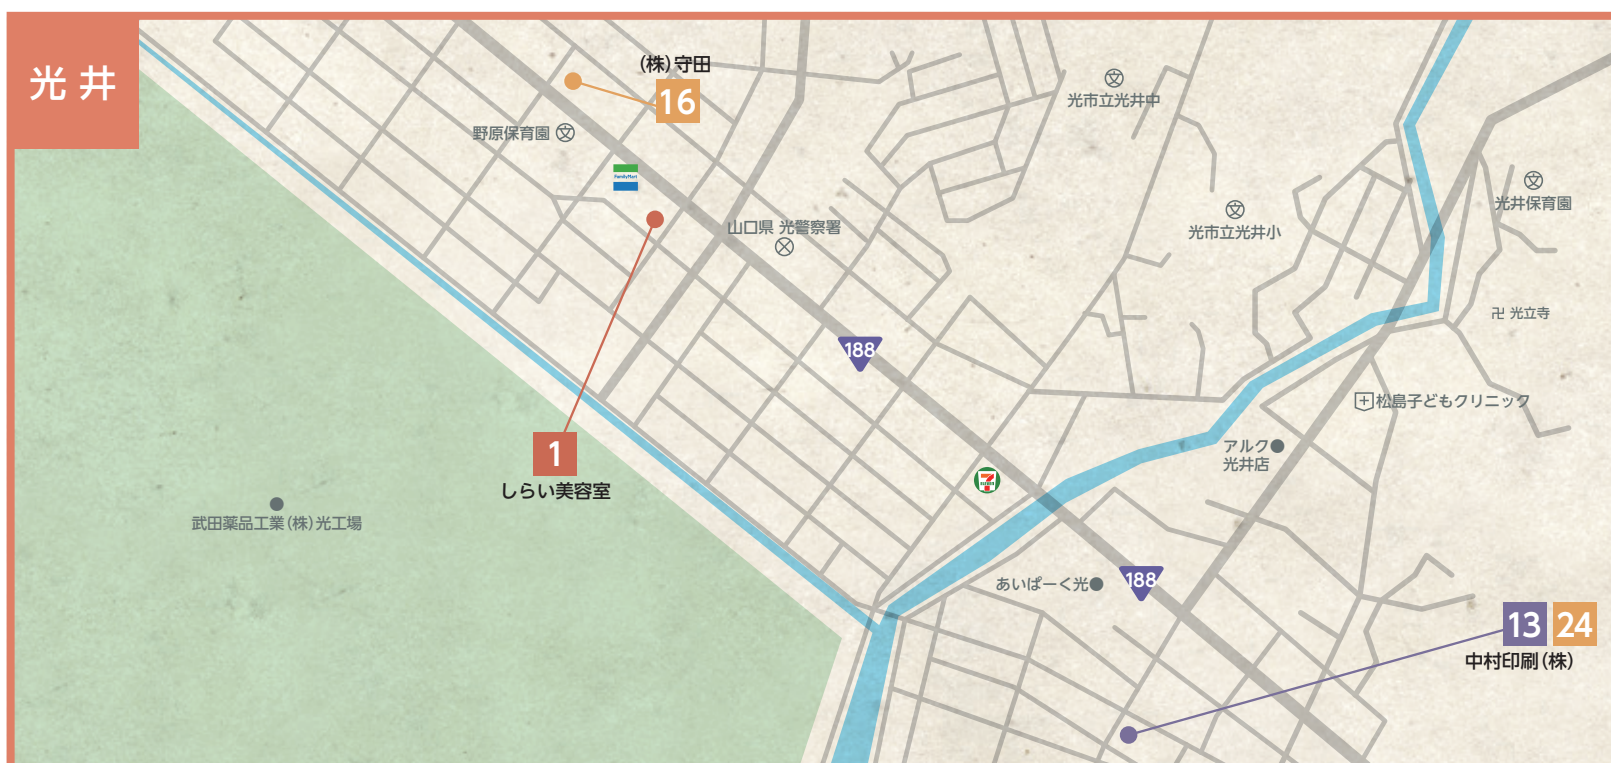 光井
(株)守田
16
光市立光井中
野原保育園
FamilyMart
光井保育園
山口県 光警察署
光市立光井小
卍 光立寺
188
松島子どもクリニック
1
しらい美容室
アルク
光井店
7
武田薬品工業(株)光工場
あいぱーく光
188
13 24
中村印刷(株)